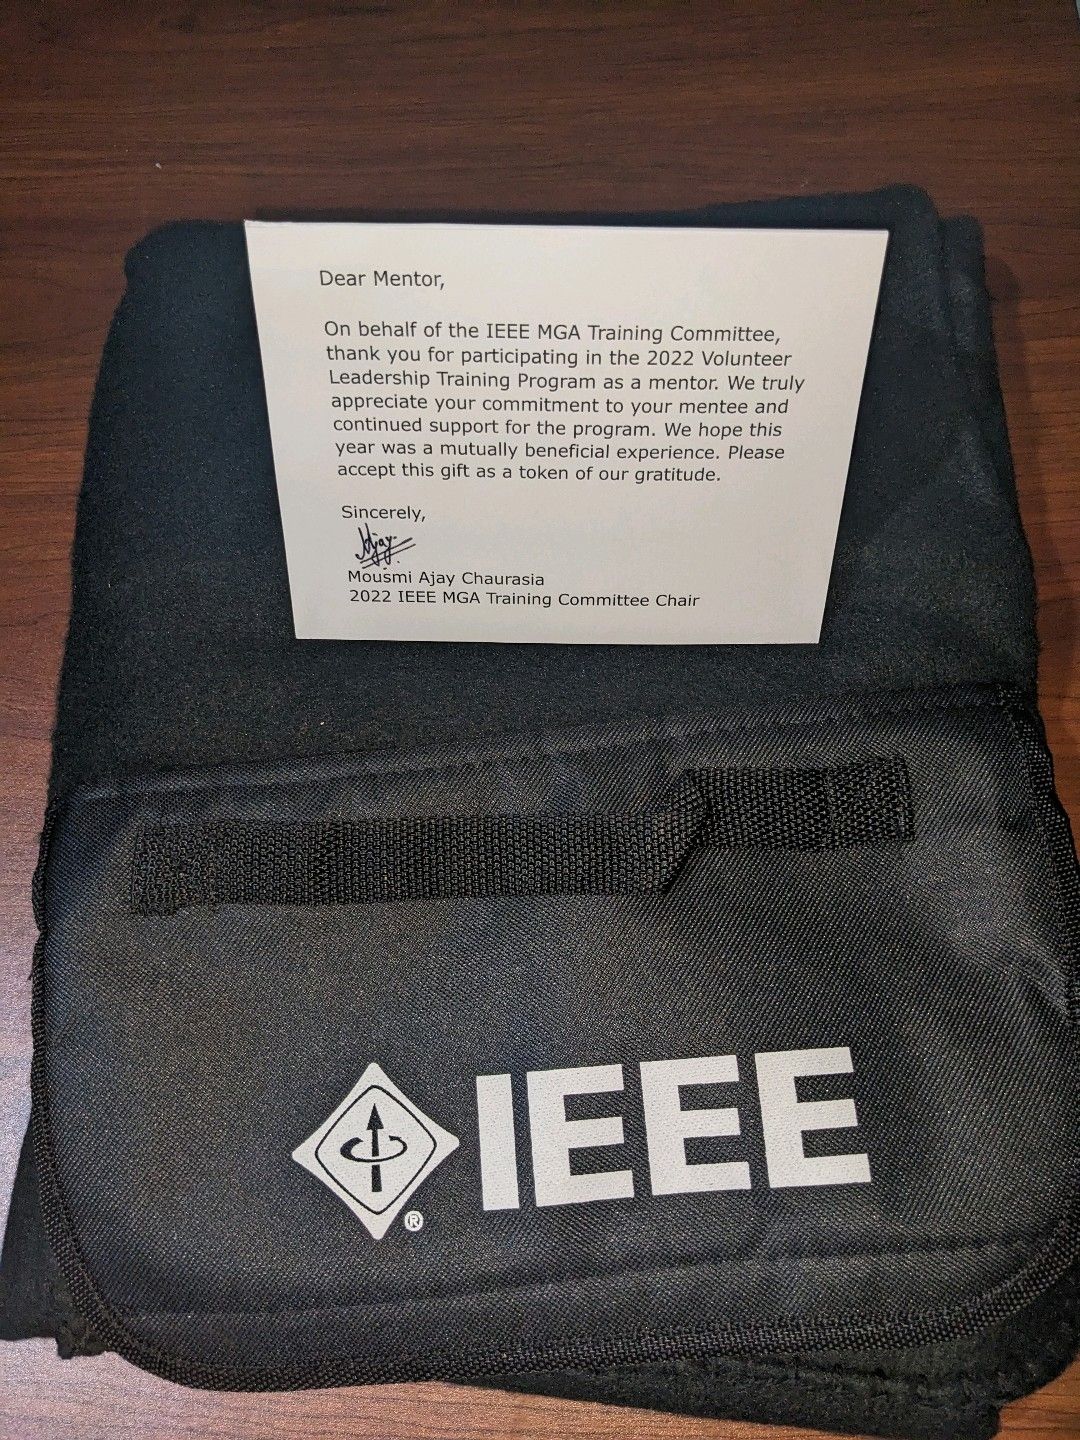 Dear Mentor,
On behalf of the IEEE MGA Training Committee,
thank you for participating in the 2022 Volunteer
Leadership Training Program as a mentor. We truly
appreciate your commitment to your mentee and
continued support for the program. We hope this
year was a mutually beneficial experience. Please
accept this gift as a token of our gratitude.
Sincerely,
Ajay
Mousmi Ajay Chaurasia
2022 IEEE MGA Training Committee Chair
IEEE
®